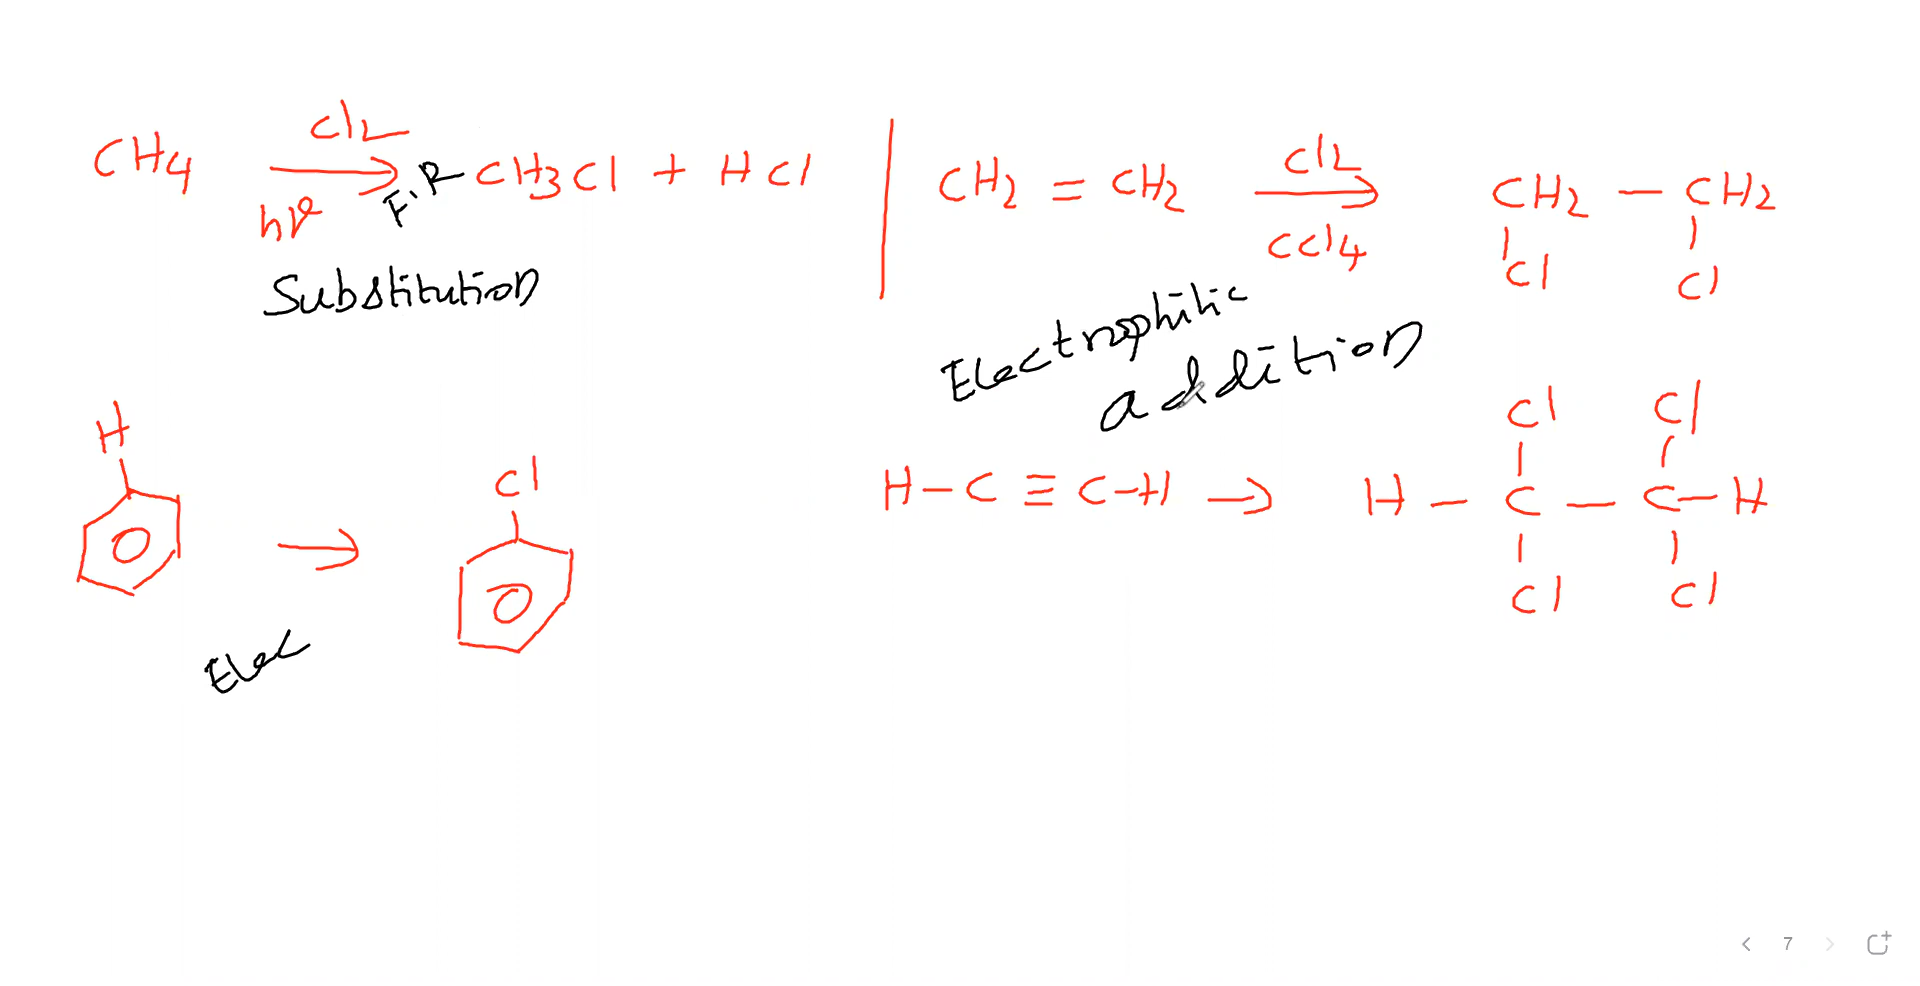 CH4 Cl2 hν F.R CH3Cl + HCl
Substitution
CH2 = CH2 Cl2 CCl4 CH2 - CH2
Cl Cl
Electrophilic
addition
H
Cl
Elec
Cl Cl
H-C≡C-H → H-C-C-H
Cl Cl
7